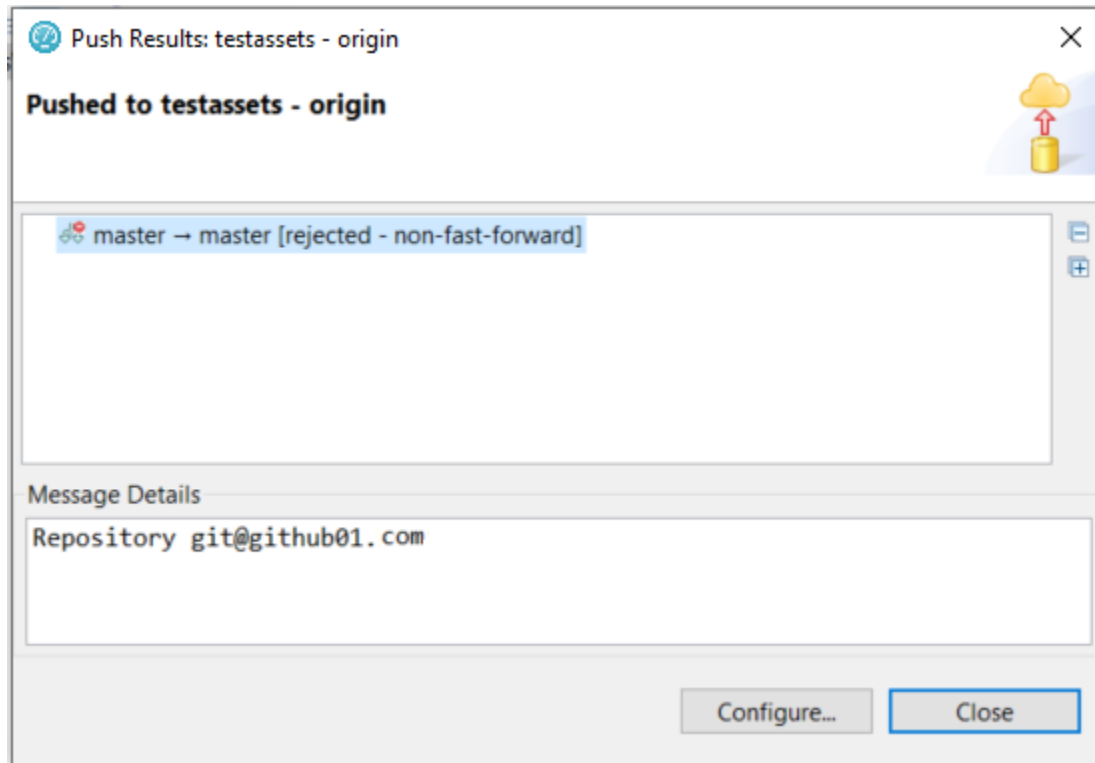 Push Results: testassets - origin
Pushed to testassets - origin
master → master [rejected - non-fast-forward]
Message Details
Repository git@github01.com
Configure... Close